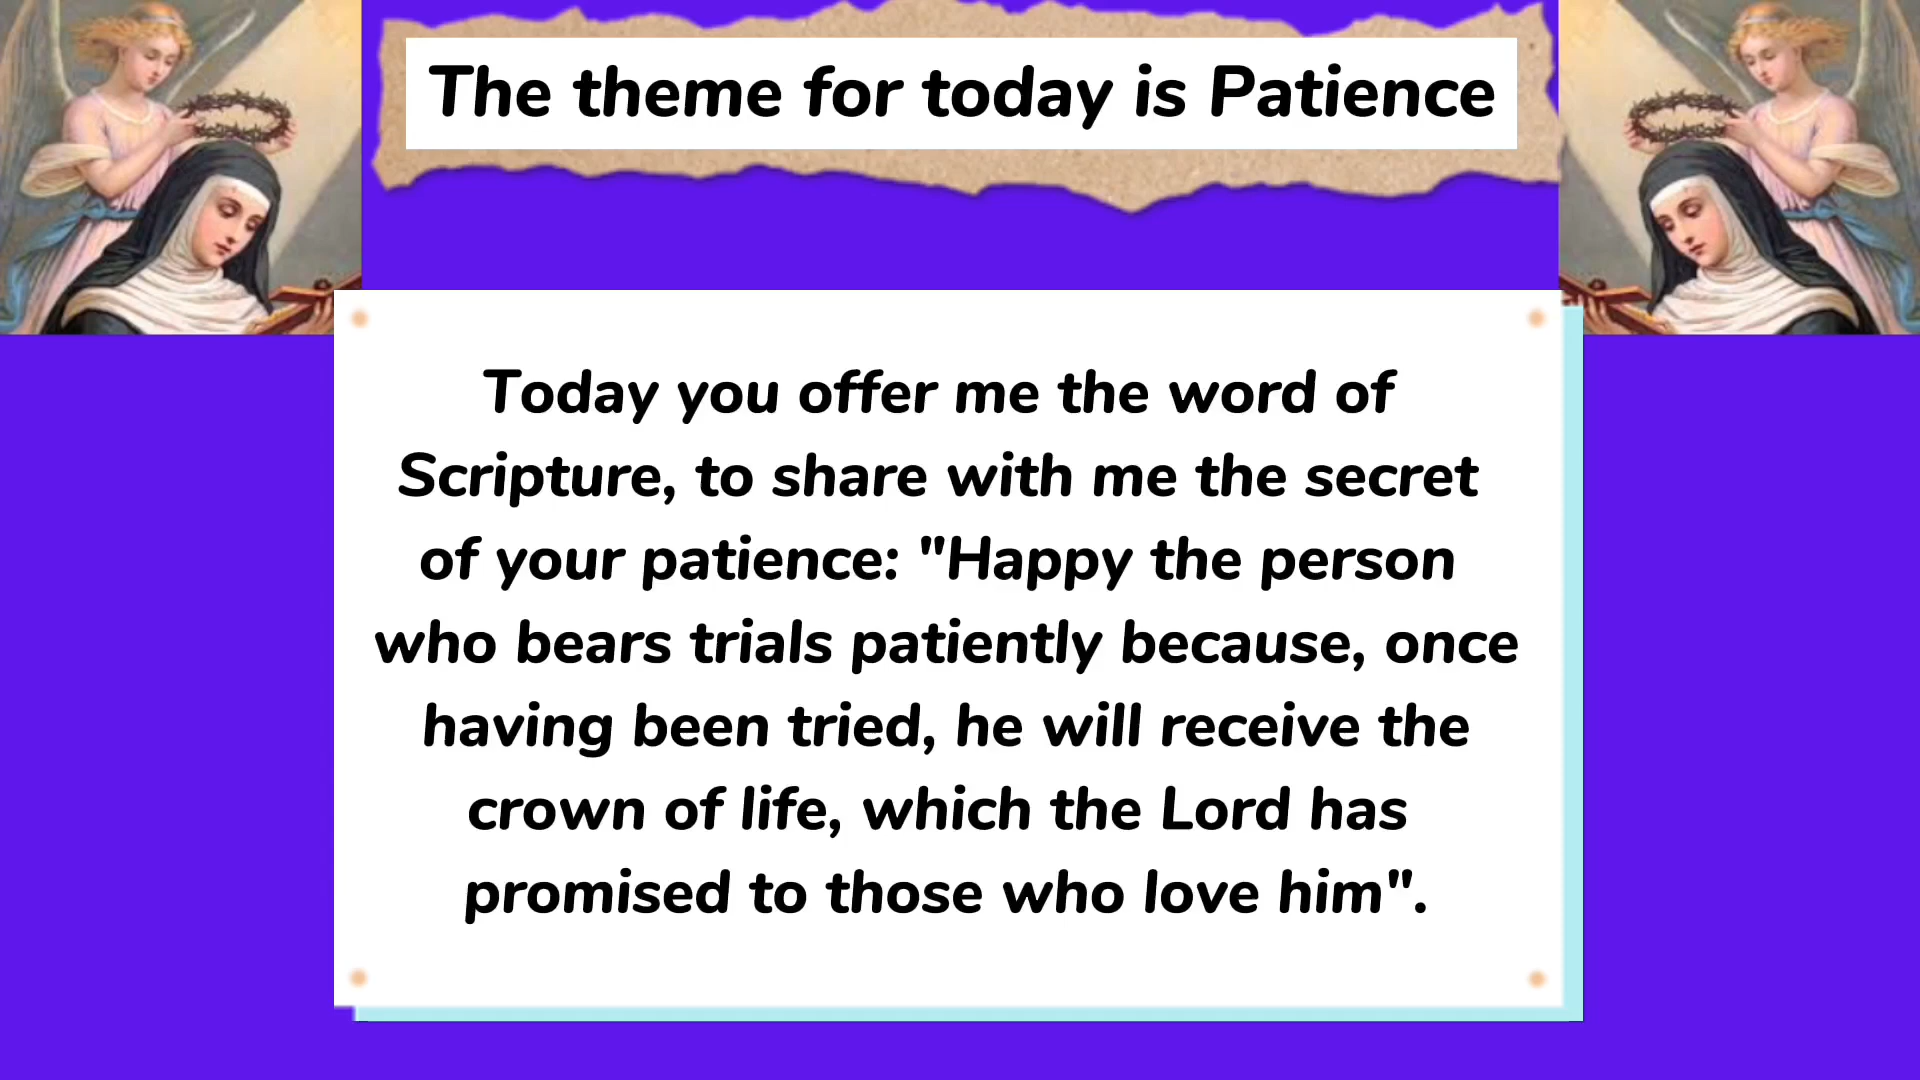 The theme for today is Patience
Today you offer me the word of
Scripture, to share with me the secret
of your patience: "Happy the person
who bears trials patiently because, once
having been tried, he will receive the
crown of life, which the Lord has
promised to those who love him".